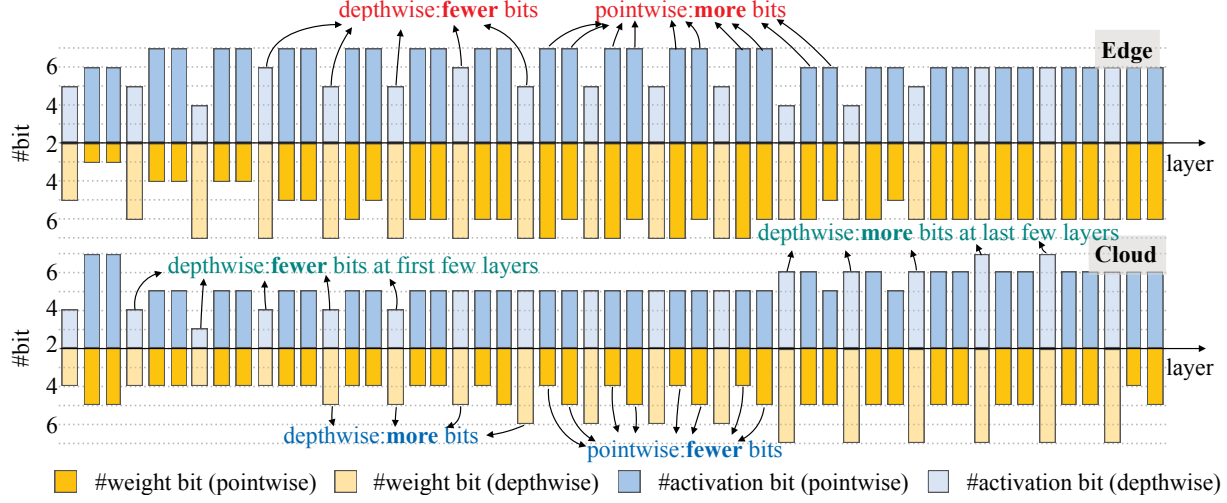 depthwise:fewer bits
pointwise:more bits
Edge
#bit
6
4
2
4
6
layer
depthwise:more bits at last few layers
Cloud
depthwise:fewer bits at first few layers
#bit
6
4
2
4
6
layer
depthwise:more bits
pointwise:fewer bits
#weight bit (pointwise)
#weight bit (depthwise)
#activation bit (pointwise)
#activation bit (depthwise)